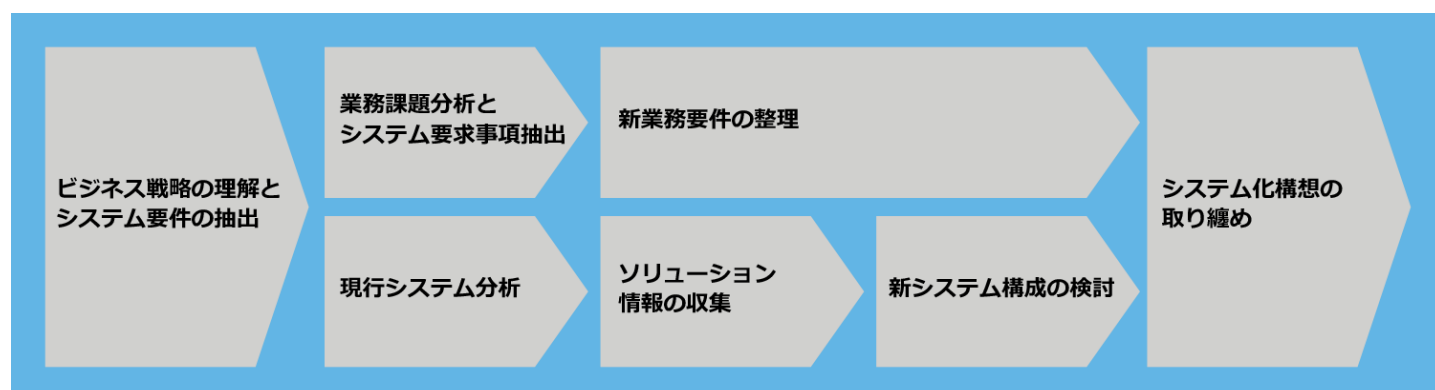 ビジネス戦略の理解と
システム要件の抽出
業務課題分析と
システム要求事項抽出
現行システム分析
新業務要件の整理
ソリューション
情報の収集
新システム構成の検討
システム化構想の
取り纏め